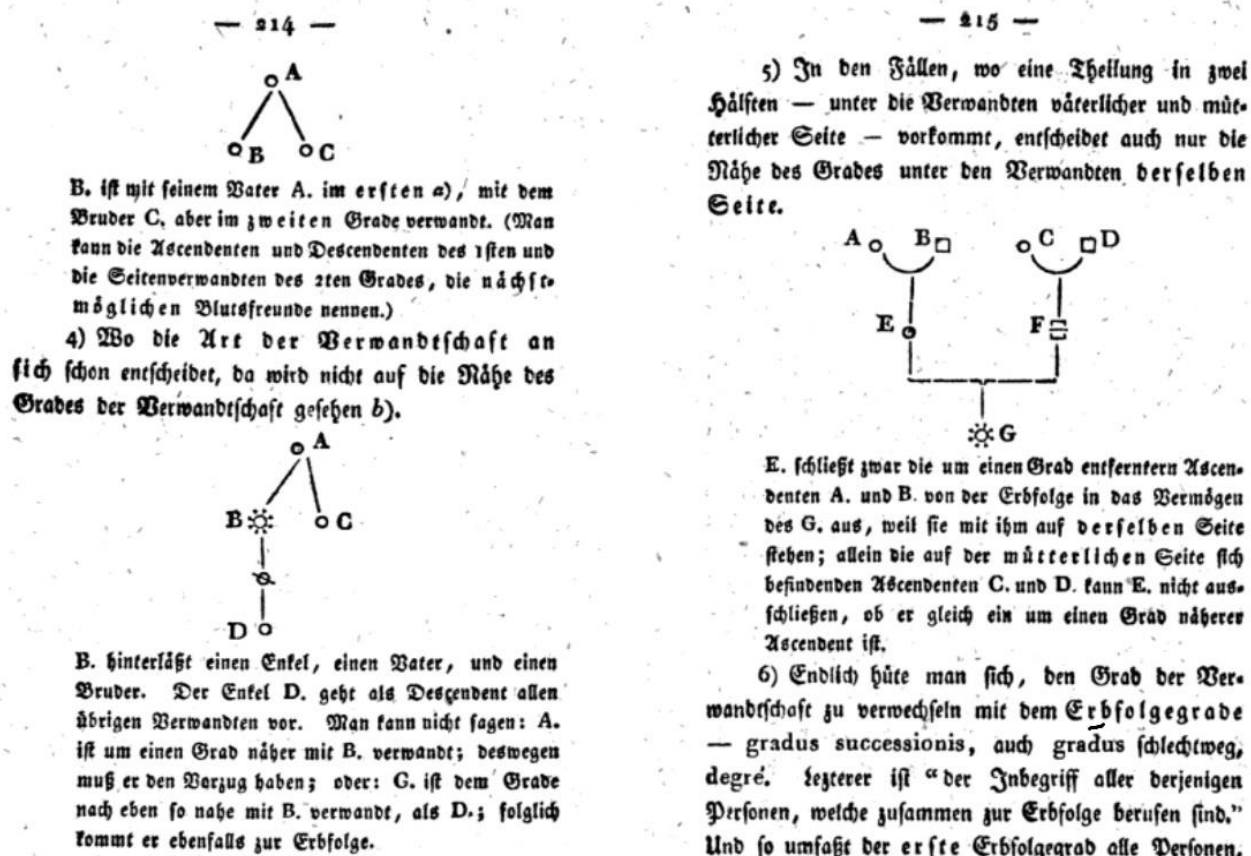 — 214 —
A
B C
B. ist mit seinem Vater A. im ersten a), mit dem
Bruder C. aber im zweiten Grade verwandt. (Man
kann die Ascendenten und Descendenten des 1sten und
die Seitenverwandten des 2ten Grades, die nächst-
möglichen Blutsfreunde nennen.)
4) Wo die Art der Verwandtschaft an
sich schon entscheidet, da wird nicht auf die Nähe des
Grades der Verwandtschaft gesehen b).
A
B C
D
B. hinterläßt einen Enkel, einen Vater, und einen
Bruder. Der Enkel D. geht als Descendent allen
übrigen Verwandten vor. Man kann nicht sagen: A.
ist um einen Grad näher mit B. verwandt; deswegen
muß er den Vorzug haben; oder: G. ist dem Grade
nach eben so nahe mit B. verwandt, als D.; folglich
kommt er ebenfalls zur Erbfolge.
— 215 —
5) In den Fällen, wo eine Theilung in zwei
Hälften — unter die Verwandten väterlicher und müt-
terlicher Seite — vorkommt, entscheidet auch nur die
Nähe des Grades unter den Verwandten derselben
Seite.
A B C D
E F
G
E. schließt zwar die um einen Grad entferntern Ascen-
denten A. und B. von der Erbfolge in das Vermögen
des G. aus, weil sie mit ihm auf derselben Seite
stehen; allein die auf der mütterlichen Seite sich
befindenden Ascendenten C. und D. kann E. nicht aus-
schließen, ob er gleich ein um einen Grad näherer
Ascendent ist.
6) Endlich hüte man sich, den Grad der Ver-
wandtschaft zu verwechseln mit dem Erbfolgegrade
— gradus successionis, auch gradus schlechtweg,
degré. Lezterer ist “der Inbegriff aller derjenigen
Personen, welche zusammen zur Erbfolge berufen sind.”
Und so umfaßt der erste Erbfolgegrad alle Personen,